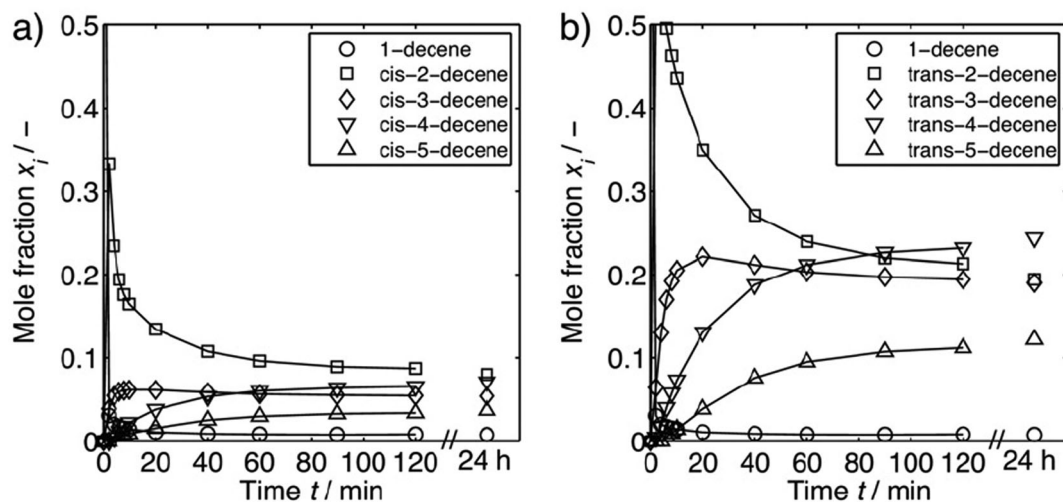 a)
0.5
0.4
0.3
0.2
0.1
0
Mole fraction xi / –
1–decene
cis–2–decene
cis–3–decene
cis–4–decene
cis–5–decene
0 20 40 60 80 100 120 // 24 h
Time t / min
b)
0.5
0.4
0.3
0.2
0.1
0
Mole fraction xi / –
1–decene
trans–2–decene
trans–3–decene
trans–4–decene
trans–5–decene
0 20 40 60 80 100 120 // 24 h
Time t / min